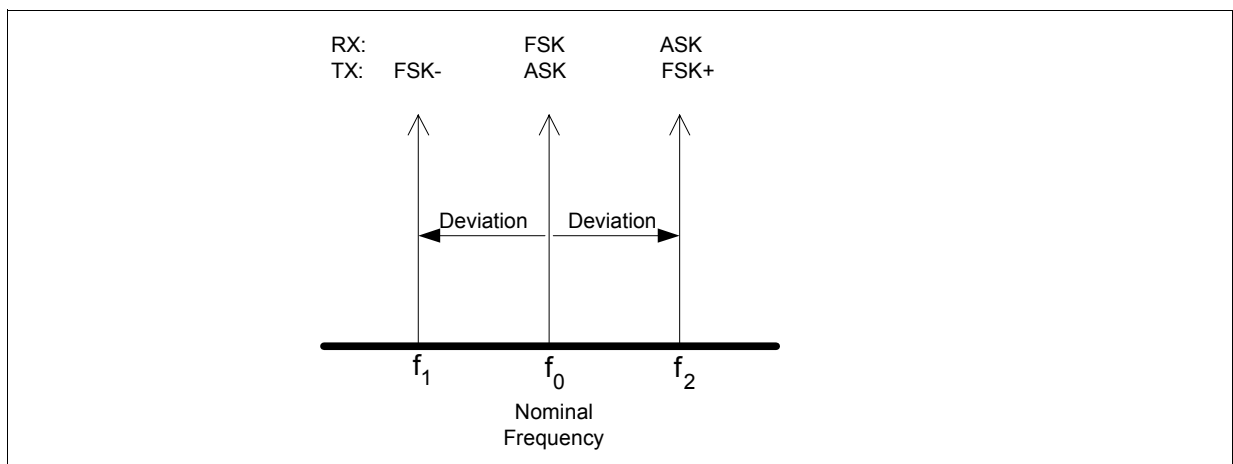 RX: FSK ASK
TX: FSK- ASK FSK+
Deviation Deviation
f1 f0 f2
Nominal
Frequency